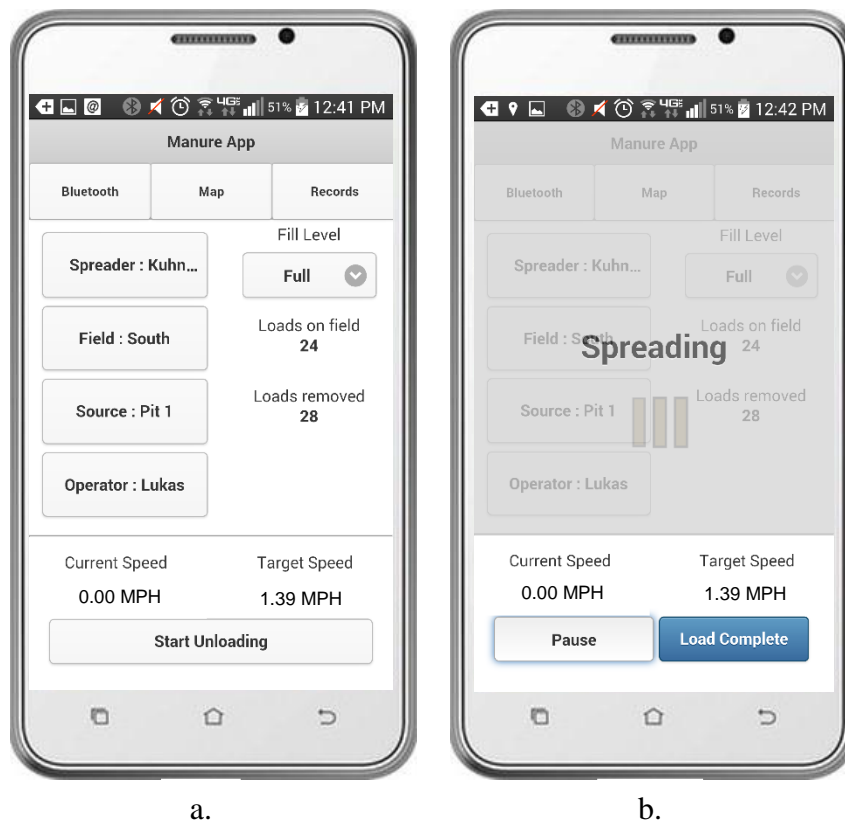 4GE 51% 12:41 PM
Manure App
Bluetooth Map Records
Spreader : Kuhn...
Fill Level
Full
Field : South
Loads on field
24
Source : Pit 1
Loads removed
28
Operator : Lukas
Current Speed Target Speed
0.00 MPH 1.39 MPH
Start Unloading
a.
4GE 51% 12:42 PM
Manure App
Bluetooth Map Records
Spreader : Kuhn...
Fill Level
Full
Field : South
Loads on field
24
Spreading
Source : Pit 1
Loads removed
28
Operator : Lukas
Current Speed Target Speed
0.00 MPH 1.39 MPH
Pause Load Complete
b.